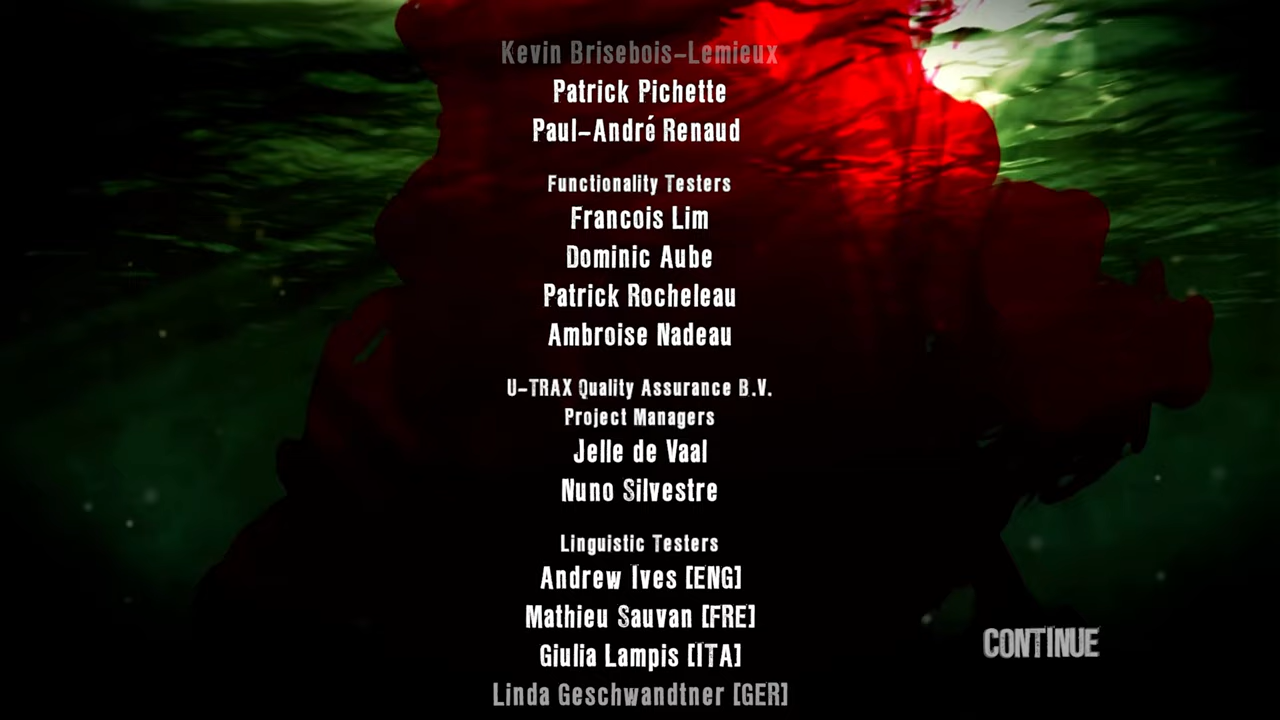 Kevin Brisebois-Lemieux
Patrick Pichette
Paul-André Renaud
Functionality Testers
Francois Lim
Dominic Aube
Patrick Rocheleau
Ambroise Nadeau
U-TRAX Quality Assurance B.V.
Project Managers
Jelle de Vaal
Nuno Silvestre
Linguistic Testers
Andrew Ives [ENG]
Mathieu Sauvan [FRE]
Giulia Lampis [ITA]
CONTINUE
Linda Geschwandtner [GER]